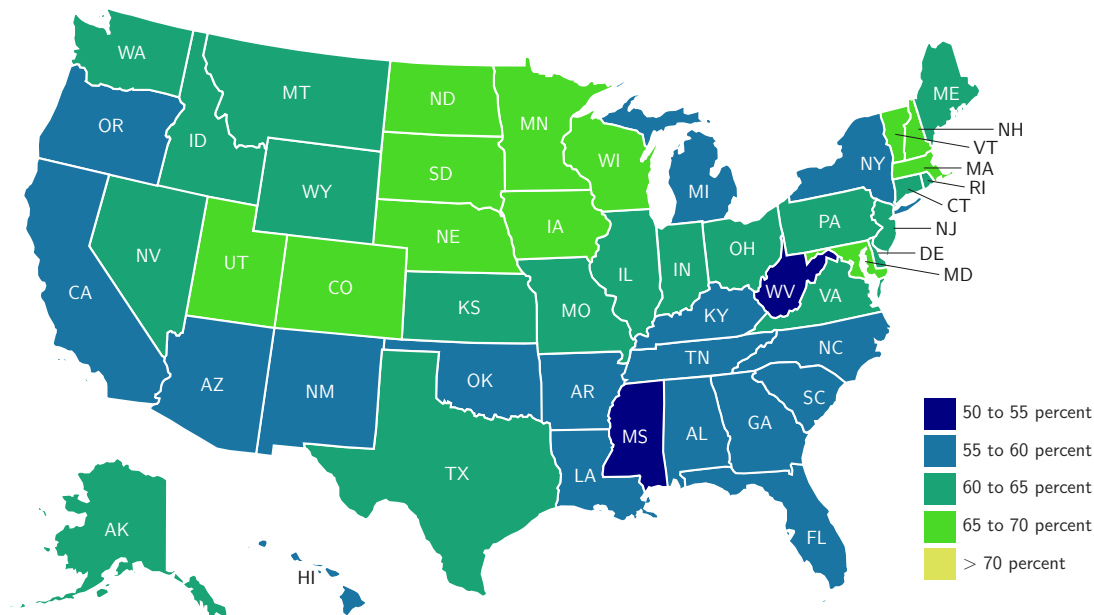 WA
MT
ND
MN
ME
OR
ID
NH
VT
WI
SD
NY
MA
WY
MI
RI
CT
PA
IA
NJ
NE
OH
NV
DE
UT
IL
IN
MD
CA
CO
WV
VA
KS
MO
KY
NC
TN
AZ
NM
OK
AR
SC
50 to 55 percent
GA
MS
AL
55 to 60 percent
TX
LA
60 to 65 percent
AK
65 to 70 percent
FL
> 70 percent
HI